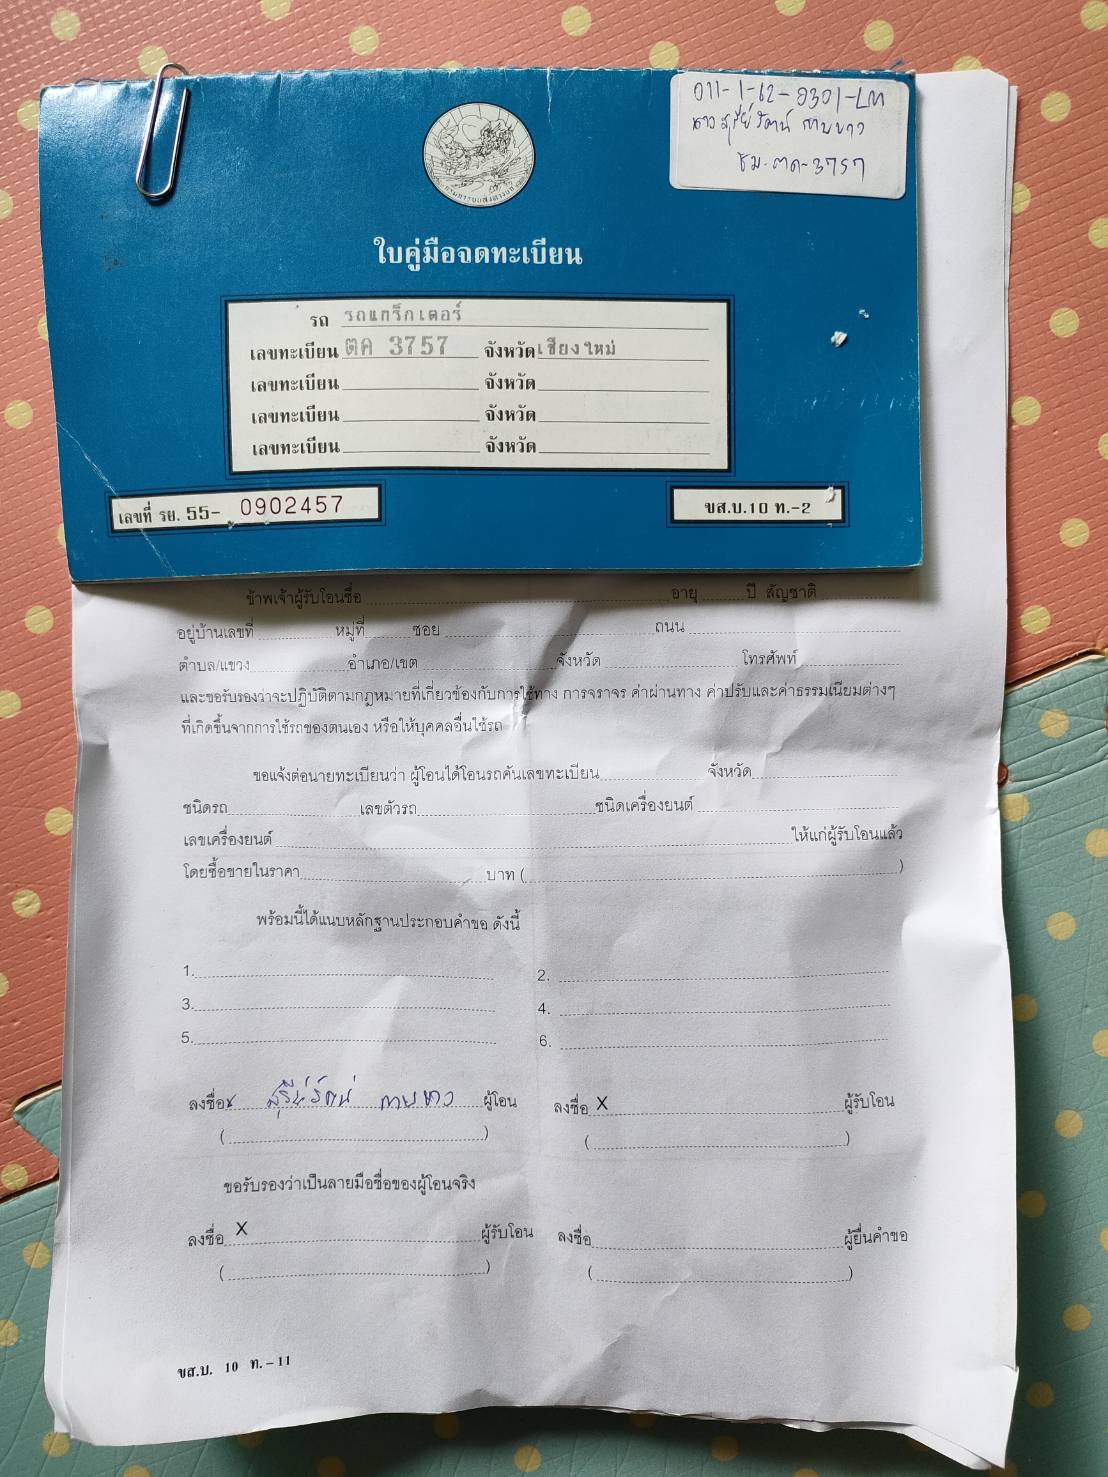 011-1-62-0301-LM
ชม-ตค-3757
ใบคู่มือจดทะเบียน
รถ รถแทร็กเตอร์
เลขทะเบียน ตค 3757 จังหวัด เชียงใหม่
เลขทะเบียน จังหวัด
เลขทะเบียน จังหวัด
เลขทะเบียน จังหวัด
เลขที่ รย. 55- 0902457
ขส.บ.10 ท.-2
ข้าพเจ้าผู้รับโอนชื่อ อายุ ปี สัญชาติ
อยู่บ้านเลขที่ หมู่ที่ ซอย ถนน
ตำบล/แขวง อำเภอ/เขต จังหวัด โทรศัพท์
และขอรับรองว่าจะปฏิบัติตามกฎหมายที่เกี่ยวข้องกับการใช้ทาง การจราจร ค่าผ่านทาง ค่าปรับและค่าธรรมเนียมต่างๆ
ที่เกิดขึ้นจากการใช้รถของตนเอง หรือให้บุคคลอื่นใช้รถ
ขอแจ้งต่อนายทะเบียนว่า ผู้โอนได้โอนรถคันเลขทะเบียน จังหวัด
ชนิดรถ เลขตัวรถ ชนิดเครื่องยนต์
เลขเครื่องยนต์ ให้แก่ผู้รับโอนแล้ว
โดยซื้อขายในราคา บาท ( )
พร้อมนี้ได้แนบหลักฐานประกอบคำขอ ดังนี้
1. 2.
3. 4.
5. 6.
ลงชื่อ x สุรีย์รัตน์ กาบขาว ผู้โอน ลงชื่อ X ผู้รับโอน
( ) ( )
ขอรับรองว่าเป็นลายมือชื่อของผู้โอนจริง
ลงชื่อ X ผู้รับโอน ลงชื่อ ผู้ยื่นคำขอ
( ) ( )
ขส.บ. 10 ท.-11